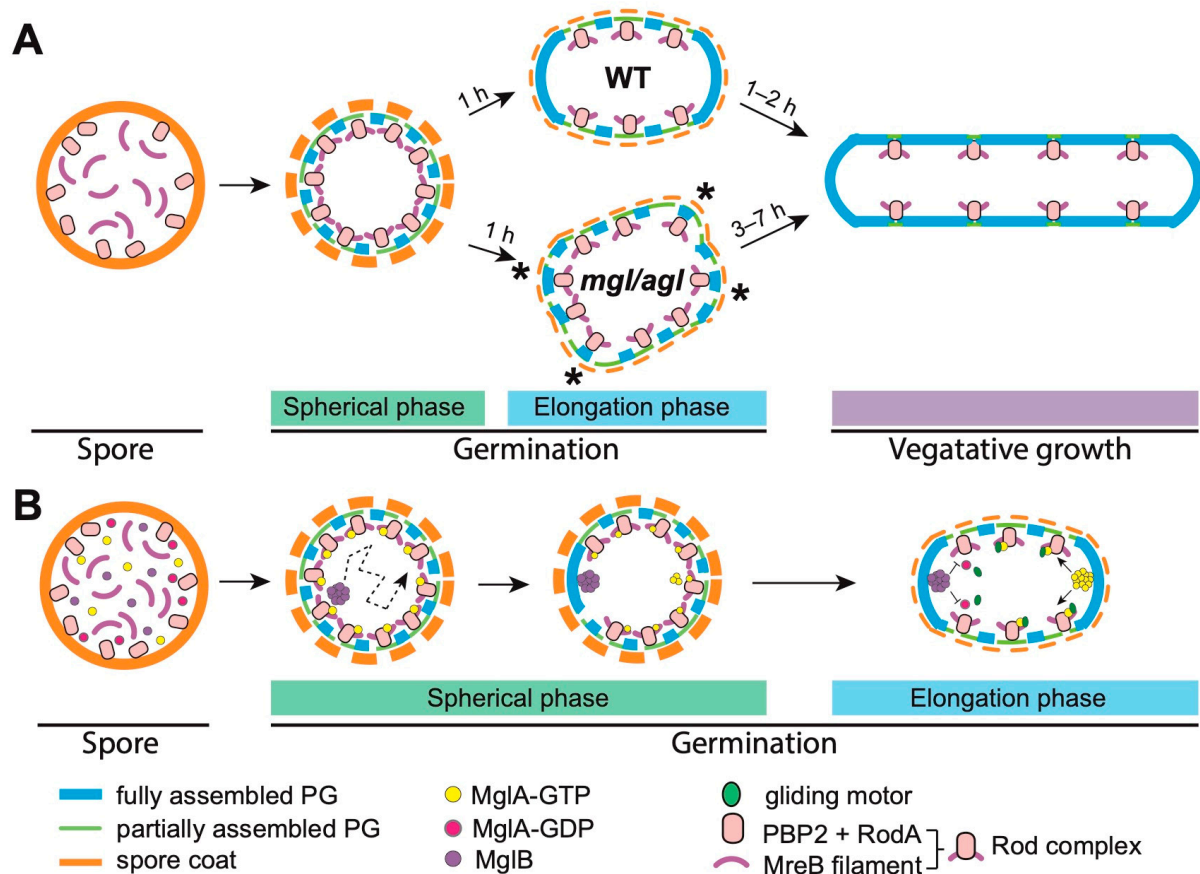 A
WT
1 h
1–2 h
1 h
mgl/agl
3–7 h
*
*
*
*
Spherical phase
Elongation phase
Spore
Germination
Vegatative growth
B
Spherical phase
Elongation phase
Spore
Germination
fully assembled PG
partially assembled PG
spore coat
MglA-GTP
MglA-GDP
MglB
gliding motor
PBP2 + RodA
MreB filament
Rod complex